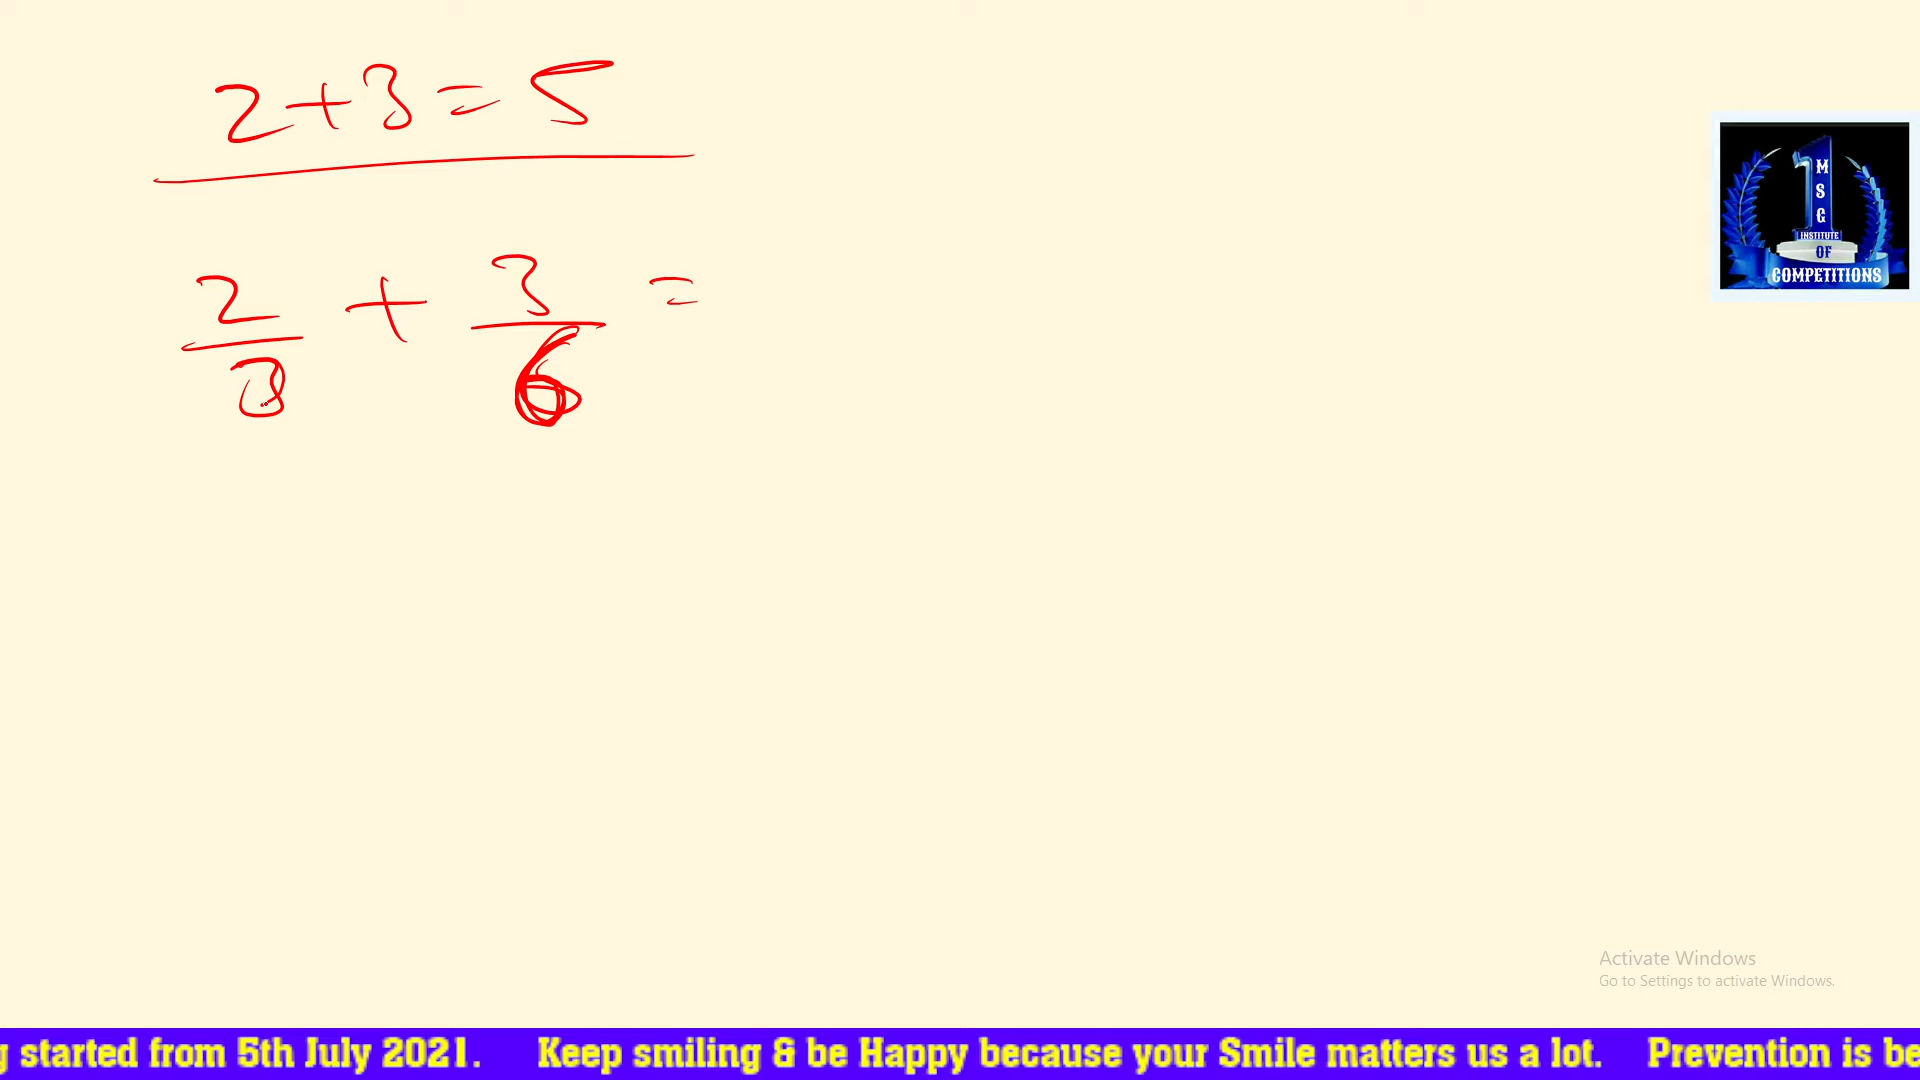 2+3=5
2/3 + 3/6 =
1
M
S
G
INSTITUTE
OF
COMPETITIONS
Activate Windows
Go to Settings to activate Windows.
started from 5th July 2021. Keep smiling & be Happy because your Smile matters us a lot. Prevention is be